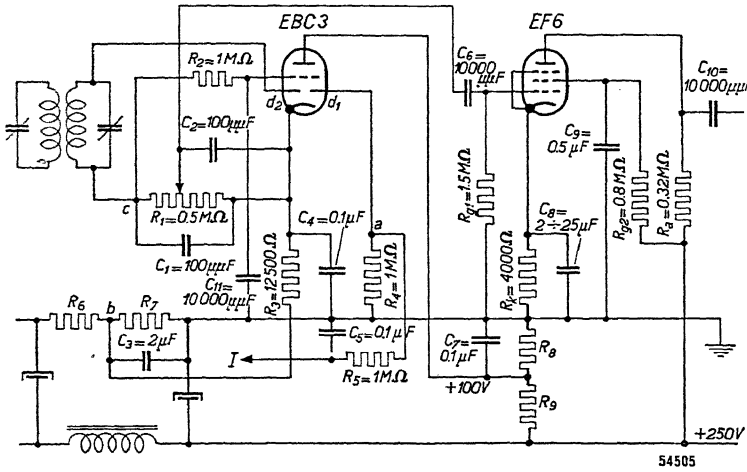 EBC3
EF6
R2=1MΩ
C6=
10000
μμF
C10=
10000μμF
d2
d1
C2=100μμF
C9=
0.5μF
c
R1=0.5MΩ
C4=0.1μF
a
Rg1=1.5MΩ
C8=
2÷25μF
Rg2=0.8MΩ
Ra=0.32MΩ
C1=100μμF
C11=
10000μμF
R3=12500Ω
R4=1MΩ
Rk=4000Ω
R6
b
R7
C3=2μF
C5=0.1μF
I
R5=1MΩ
C7=
0.1μF
R8
+100V
R9
+250V
54505